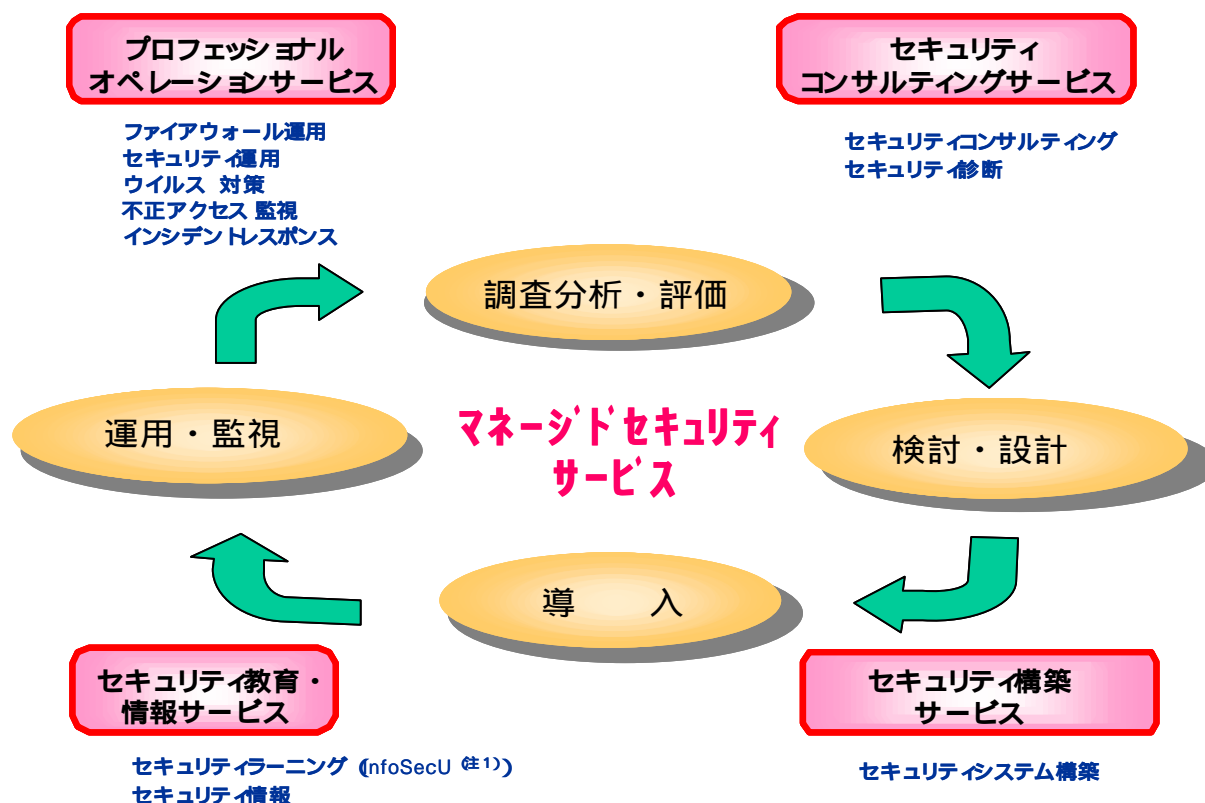 プロフェッショナル
オペレーションサービス
ファイアウォール運用
セキュリティ運用
ウイルス 対策
不正アクセス 監視
インシデントレスポンス
セキュリティ
コンサルティングサービス
セキュリティコンサルティング
セキュリティ診断
調査分析・評価
運用・監視
マネージドセキュリティ
サービス
検討・設計
導 入
セキュリティ教育・
情報サービス
セキュリティラーニング (InfoSecU (注1))
セキュリティ情報
セキュリティ構築
サービス
セキュリティシステム構築